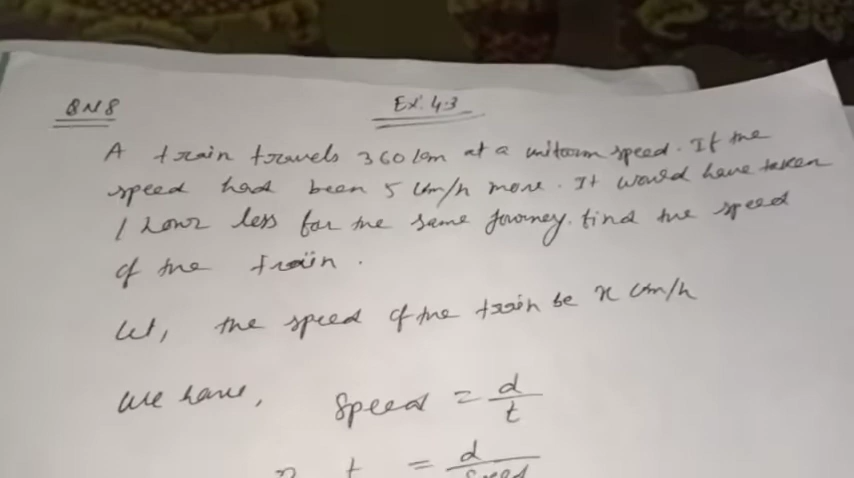 QN 8
Ex. 4.3
A train travels 360 km at a uniform speed. If the
speed had been 5 km/h more. It would have taken
1 hour less for the same journey. find the speed
of the train.
Let, the speed of the train be x km/h
We have, Speed = d/t
t = d/Speed